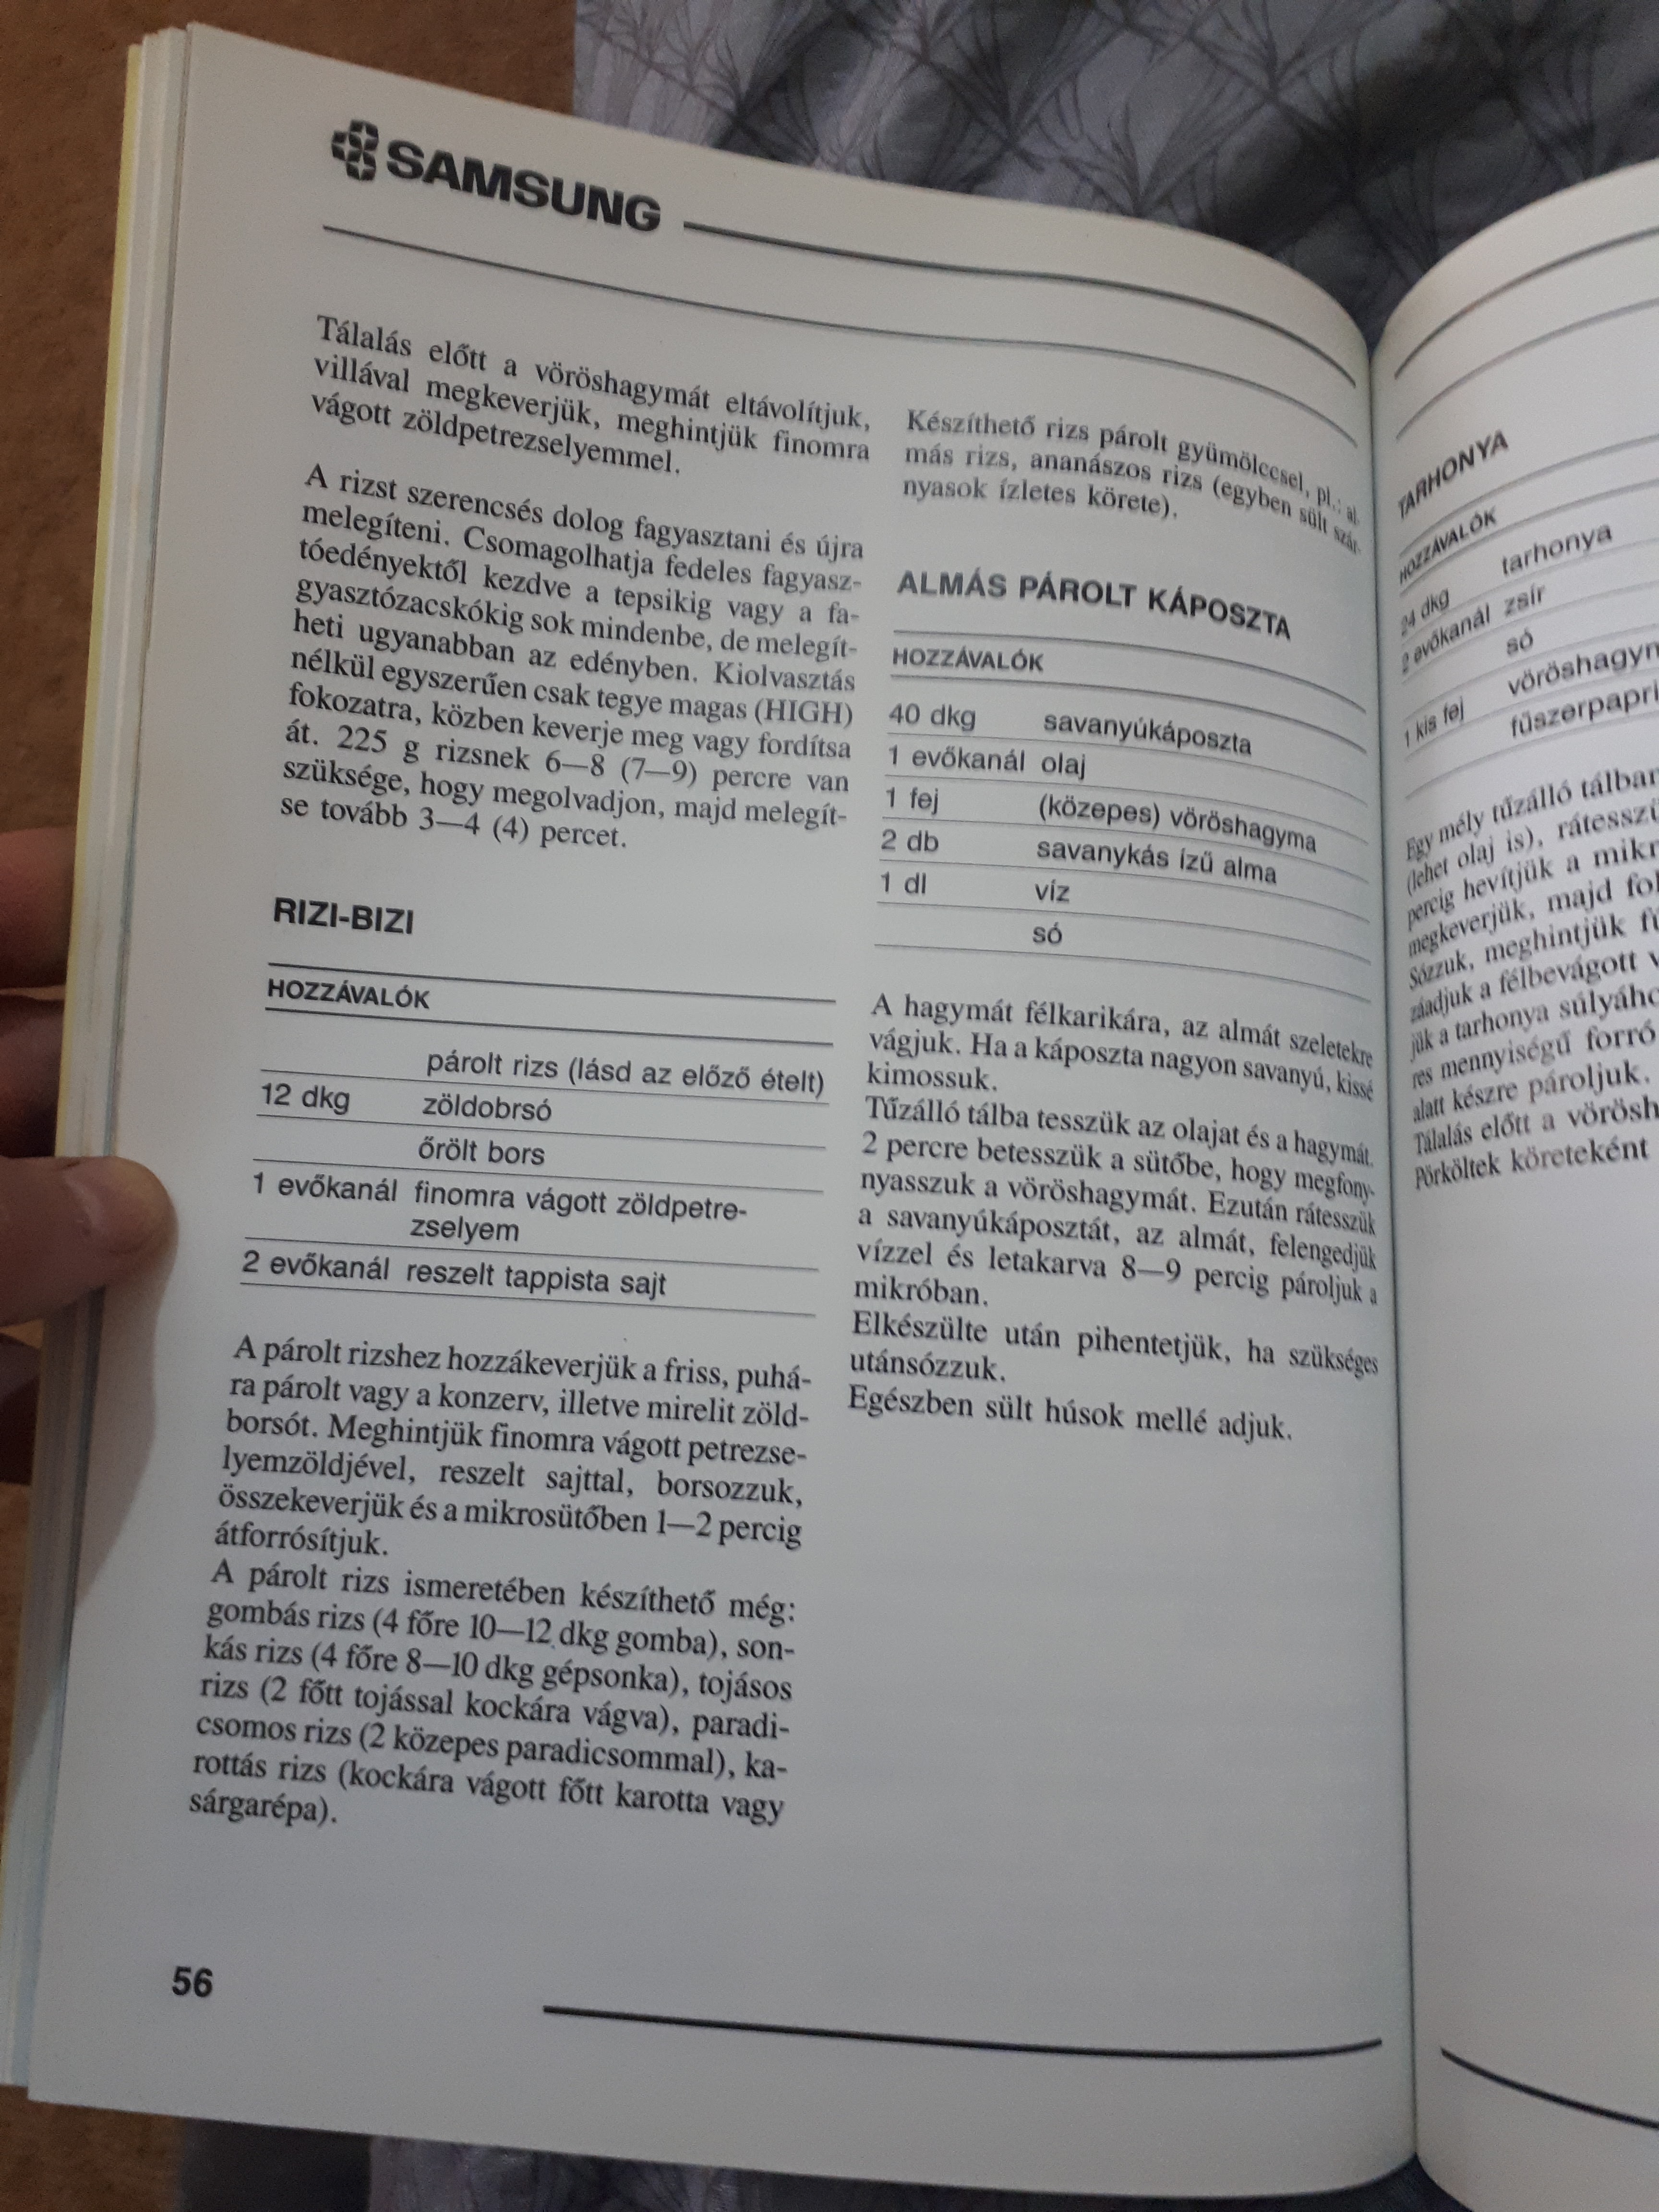 SAMSUNG
Tálalás előtt a vöröshagymát eltávolítjuk,
villával megkeverjük, meghintjük finomra
vágott zöldpetrezselyemmel.
A rizst szerencsés dolog fagyasztani és újra
melegíteni. Csomagolhatja fedeles fagyasz-
tóedényektől kezdve a tepsikig vagy a fa-
gyasztózacskókig sok mindenbe, de melegít-
heti ugyanabban az edényben. Kiolvasztás
nélkül egyszerűen csak tegye magas (HIGH)
fokozatra, közben keverje meg vagy fordítsa
át. 225 g rizsnek 6—8 (7—9) percre van
szüksége, hogy megolvadjon, majd melegít-
se tovább 3—4 (4) percet.
RIZI-BIZI
HOZZÁVALÓK
párolt rizs (lásd az előző ételt)
12 dkg zöldobrsó
őrölt bors
1 evőkanál finomra vágott zöldpetre-
zselyem
2 evőkanál reszelt tappista sajt
A párolt rizshez hozzákeverjük a friss, puhá-
ra párolt vagy a konzerv, illetve mirelit zöld-
borsót. Meghintjük finomra vágott petrezse-
lyemzöldjével, reszelt sajttal, borsozzuk,
összekeverjük és a mikrosütőben 1—2 percig
átforrósítjuk.
A párolt rizs ismeretében készíthető még:
gombás rizs (4 főre 10—12 dkg gomba), son-
kás rizs (4 főre 8—10 dkg gépsonka), tojásos
rizs (2 főtt tojással kockára vágva), paradi-
csomos rizs (2 közepes paradicsommal), ka-
rottás rizs (kockára vágott főtt karotta vagy
sárgarépa).
56
Készíthető rizs párolt gyümölccsel, pl.: al-
más rizs, ananászos rizs (egyben sült szár-
nyasok ízletes körete).
ALMÁS PÁROLT KÁPOSZTA
HOZZÁVALÓK
40 dkg savanyúkáposzta
1 evőkanál olaj
1 fej (közepes) vöröshagyma
2 db savanykás ízű alma
1 dl víz
só
A hagymát félkarikára, az almát szeletekre
vágjuk. Ha a káposzta nagyon savanyú, kissé
kimossuk.
Tűzálló tálba tesszük az olajat és a hagymát.
2 percre betesszük a sütőbe, hogy megfony-
nyasszuk a vöröshagymát. Ezután rátesszük
a savanyúkáposztát, az almát, felengedjük
vízzel és letakarva 8—9 percig pároljuk a
mikróban.
Elkészülte után pihentetjük, ha szükséges
utánsózzuk.
Egészben sült húsok mellé adjuk.
TARHONYA
HOZZÁVALÓK
24 dkg tarhonya
2 evőkanál zsír
só
1 kis fej vöröshagym
fűszerpapri
Egy mély tűzálló tálban
(lehet olaj is), rátesszü
percig hevítjük a mikr
megkeverjük, majd fol
Sózzuk, meghintjük fű
záadjuk a félbevágott v
jük a tarhonya súlyáho
res mennyiségű forró
alatt készre pároljuk.
Tálalás előtt a vörösh
Pörköltek köreteként